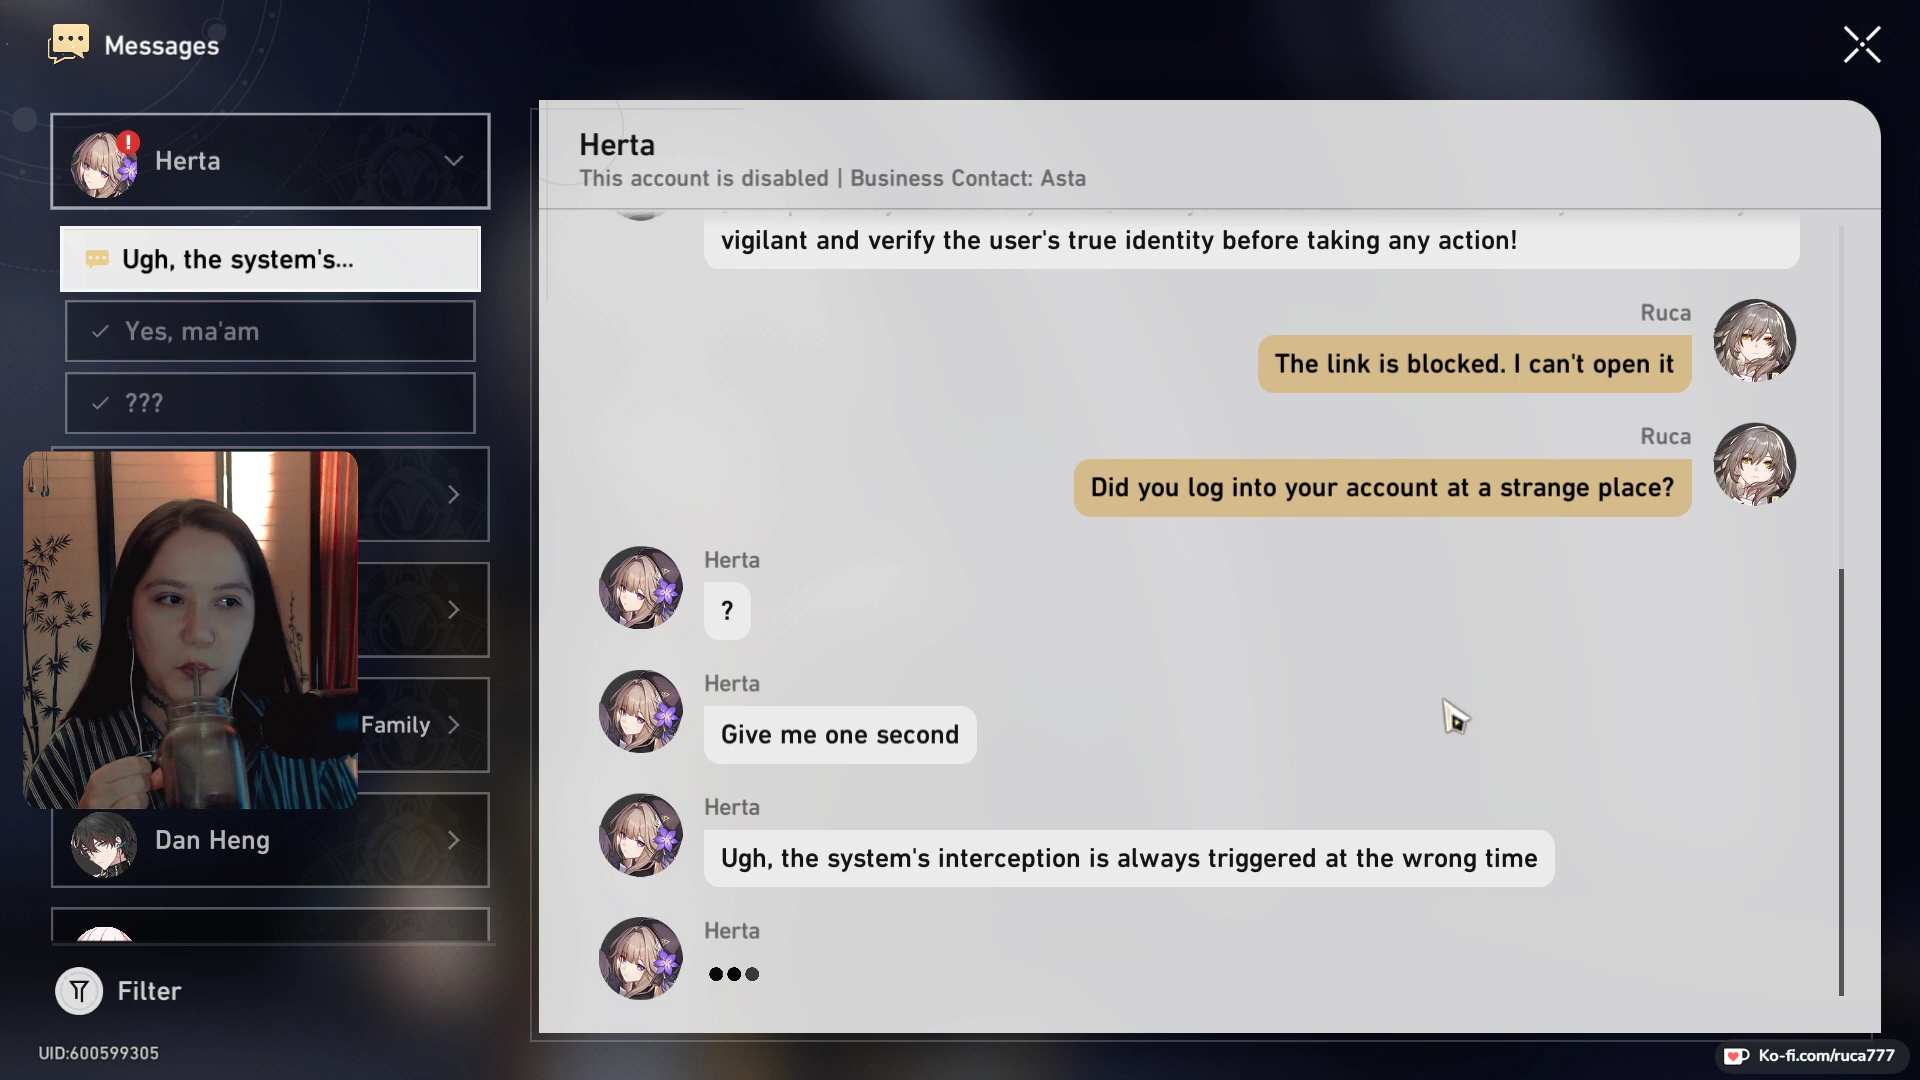 Messages
Herta
Ugh, the system's...
Yes, ma'am
???
Family
Dan Heng
Filter
UID:600599305
Herta
This account is disabled | Business Contact: Asta
vigilant and verify the user's true identity before taking any action!
Ruca
The link is blocked. I can't open it
Ruca
Did you log into your account at a strange place?
Herta
?
Herta
Give me one second
Herta
Ugh, the system's interception is always triggered at the wrong time
Herta
Ko-fi.com/ruca777